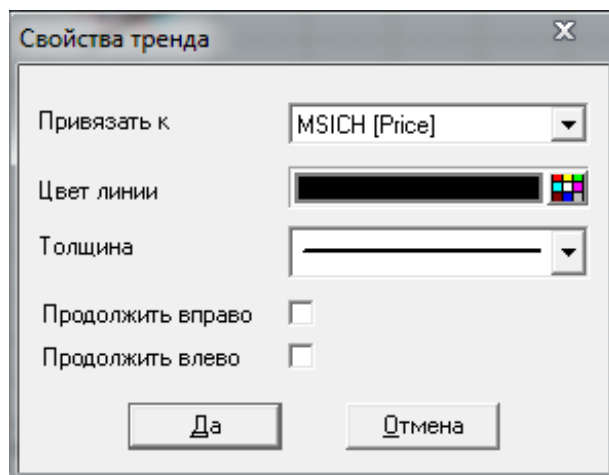 Свойства тренда
Привязать к
MSICH [Price]
Цвет линии
Толщина
Продолжить вправо
Продолжить влево
Да
Отмена